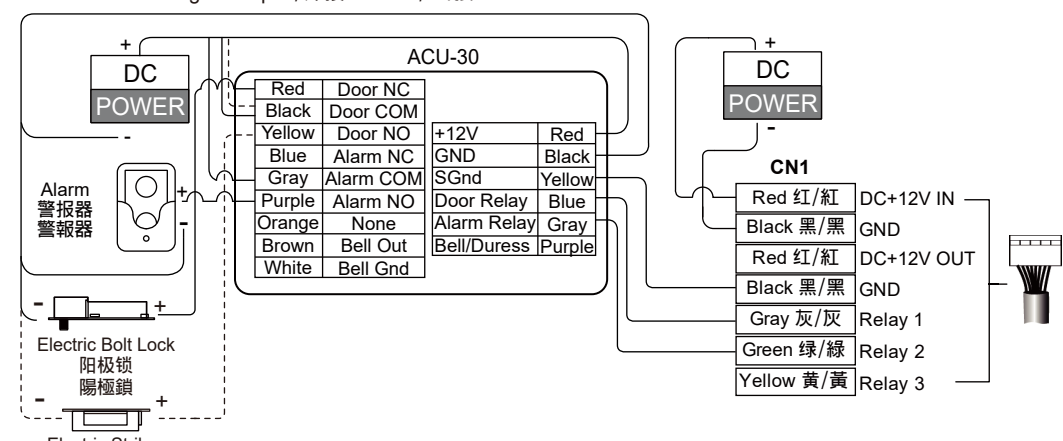 ACU-30
+
DC
POWER
-
Red Door NC
Black Door COM
Yellow Door NO
Blue Alarm NC
Gray Alarm COM
Purple Alarm NO
Orange None
Brown Bell Out
White Bell Gnd
+12V Red
GND Black
SGnd Yellow
Door Relay Blue
Alarm Relay Gray
Bell/Duress Purple
Alarm
警报器
警報器
+
-
- +
Electric Bolt Lock
阳极锁
陽極鎖
- +
+
DC
POWER
-
CN1
Red 红/紅 DC+12V IN
Black 黑/黑 GND
Red 红/紅 DC+12V OUT
Black 黑/黑 GND
Gray 灰/灰 Relay 1
Green 绿/綠 Relay 2
Yellow 黄/黃 Relay 3